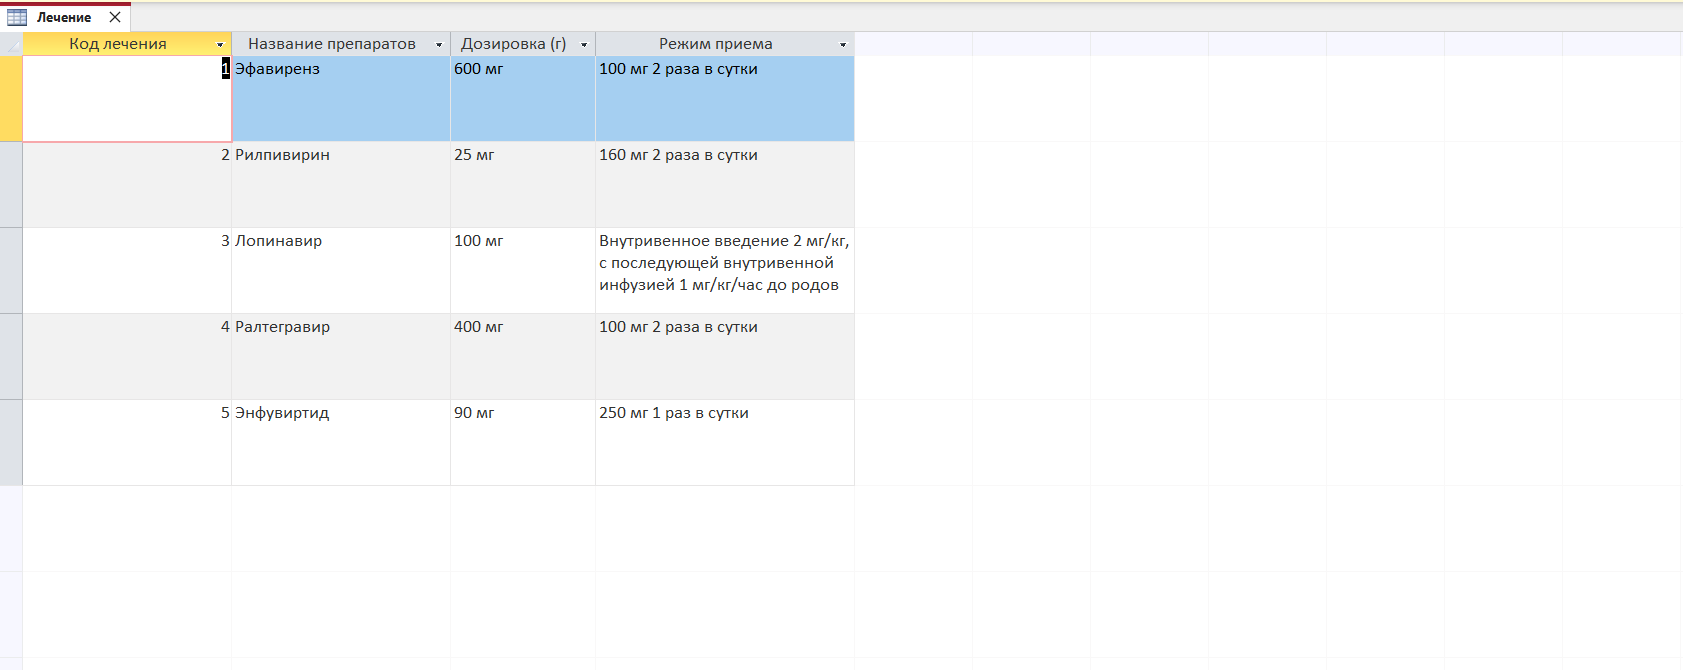 Лечение
Код лечения Название препаратов Дозировка (г) Режим приема
1 Эфавиренз 600 мг 100 мг 2 раза в сутки
2 Рилпивирин 25 мг 160 мг 2 раза в сутки
3 Лопинавир 100 мг Внутривенное введение 2 мг/кг,
с последующей внутривенной
инфузией 1 мг/кг/час до родов
4 Ралтегравир 400 мг 100 мг 2 раза в сутки
5 Энфувиртид 90 мг 250 мг 1 раз в сутки